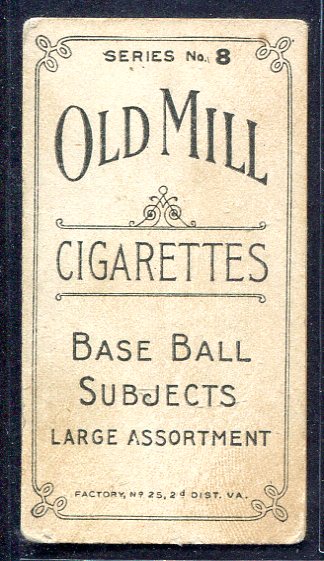 SERIES No. 8
OLD MILL
CIGARETTES
BASE BALL
SUBJECTS
LARGE ASSORTMENT
FACTORY, Nº 25, 2d DIST. VA.